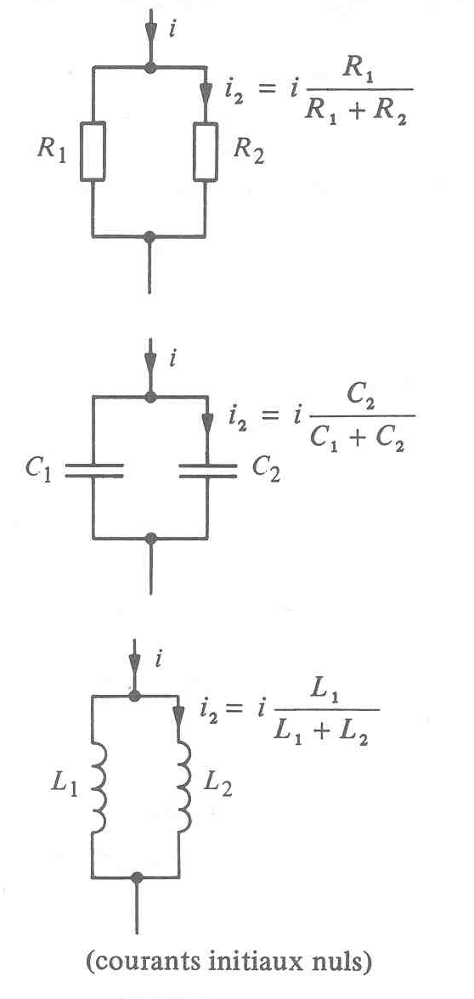 i
i₂ = i R₁ / (R₁ + R₂)
R₁ R₂
i
i₂ = i C₂ / (C₁ + C₂)
C₁ C₂
i
i₂ = i L₁ / (L₁ + L₂)
L₁ L₂
(courants initiaux nuls)